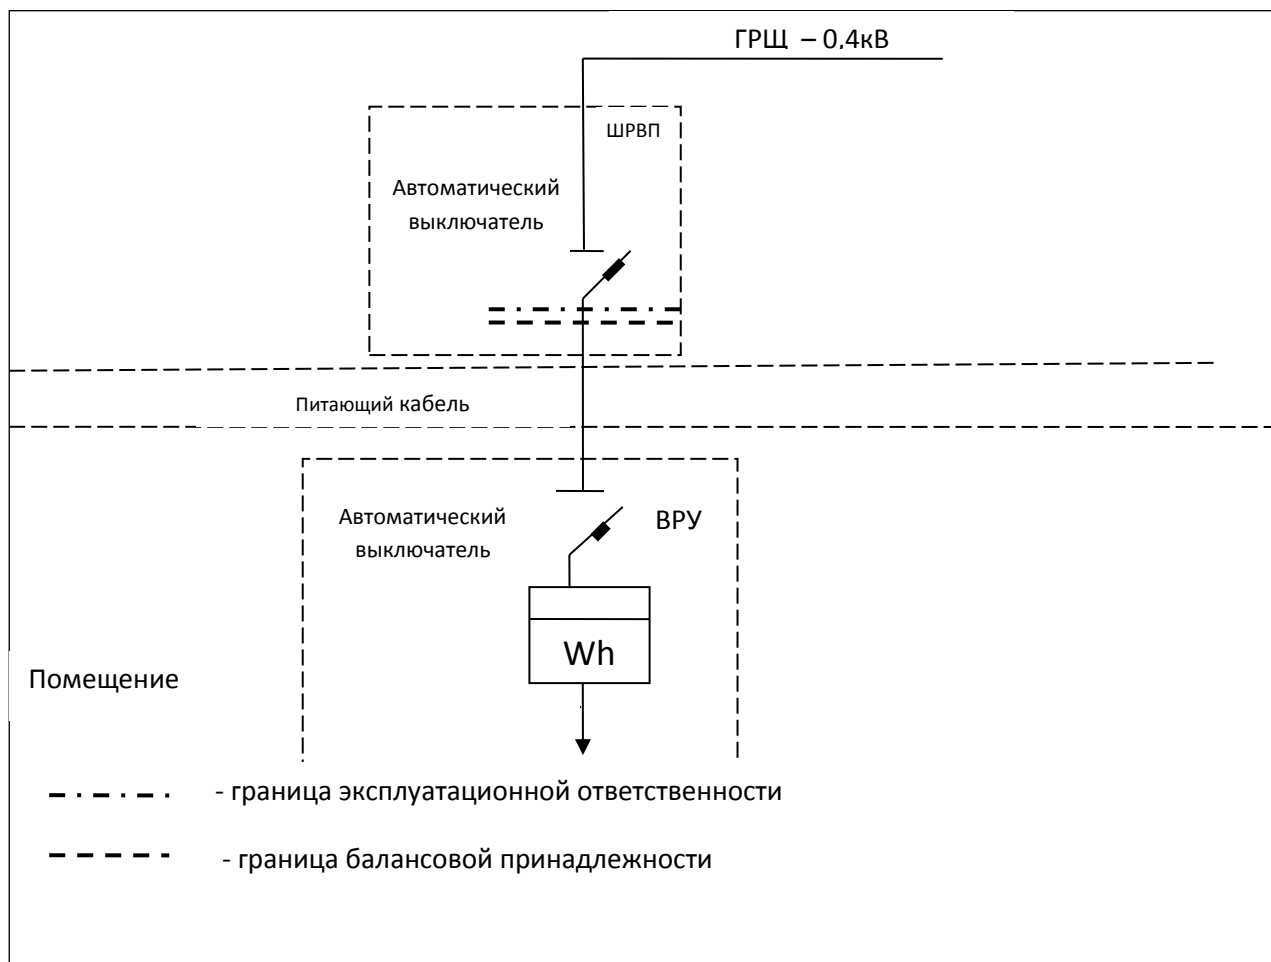 ГРЩ – 0,4кВ
ШРВП
Автоматический
выключатель
Питающий кабель
Автоматический
выключатель
ВРУ
Wh
Помещение
- граница эксплуатационной ответственности
- граница балансовой принадлежности